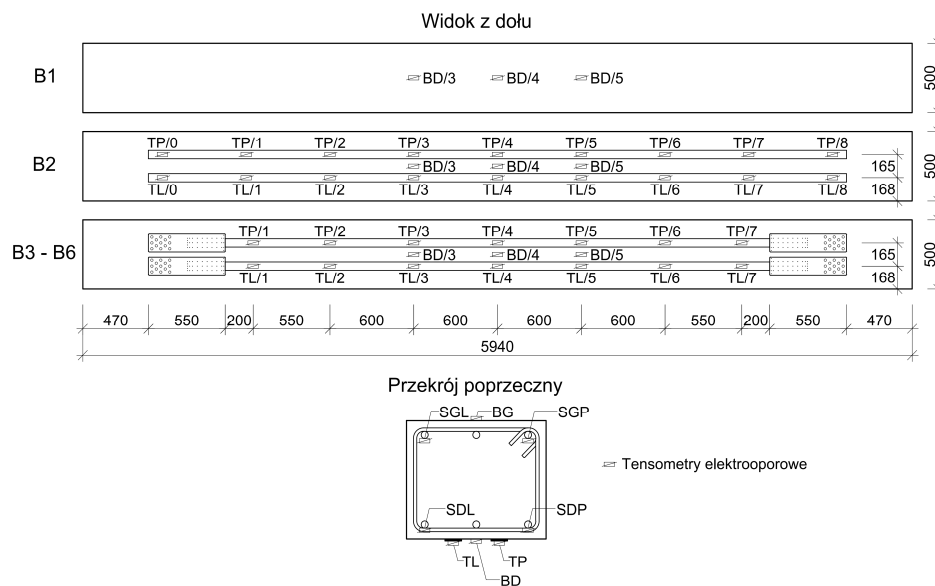 Widok z dołu
B1
BD/3 BD/4 BD/5
500
B2
TP/0 TP/1 TP/2 TP/3 TP/4 TP/5 TP/6 TP/7 TP/8
BD/3 BD/4 BD/5
TL/0 TL/1 TL/2 TL/3 TL/4 TL/5 TL/6 TL/7 TL/8
165
168
500
B3 - B6
TP/1 TP/2 TP/3 TP/4 TP/5 TP/6 TP/7
BD/3 BD/4 BD/5
TL/1 TL/2 TL/3 TL/4 TL/5 TL/6 TL/7
165
168
500
470 550 200 550 600 600 600 600 550 200 550 470
5940
Przekrój poprzeczny
SGL BG SGP
Tensometry elektrooporowe
SDL SDP
TL BD TP